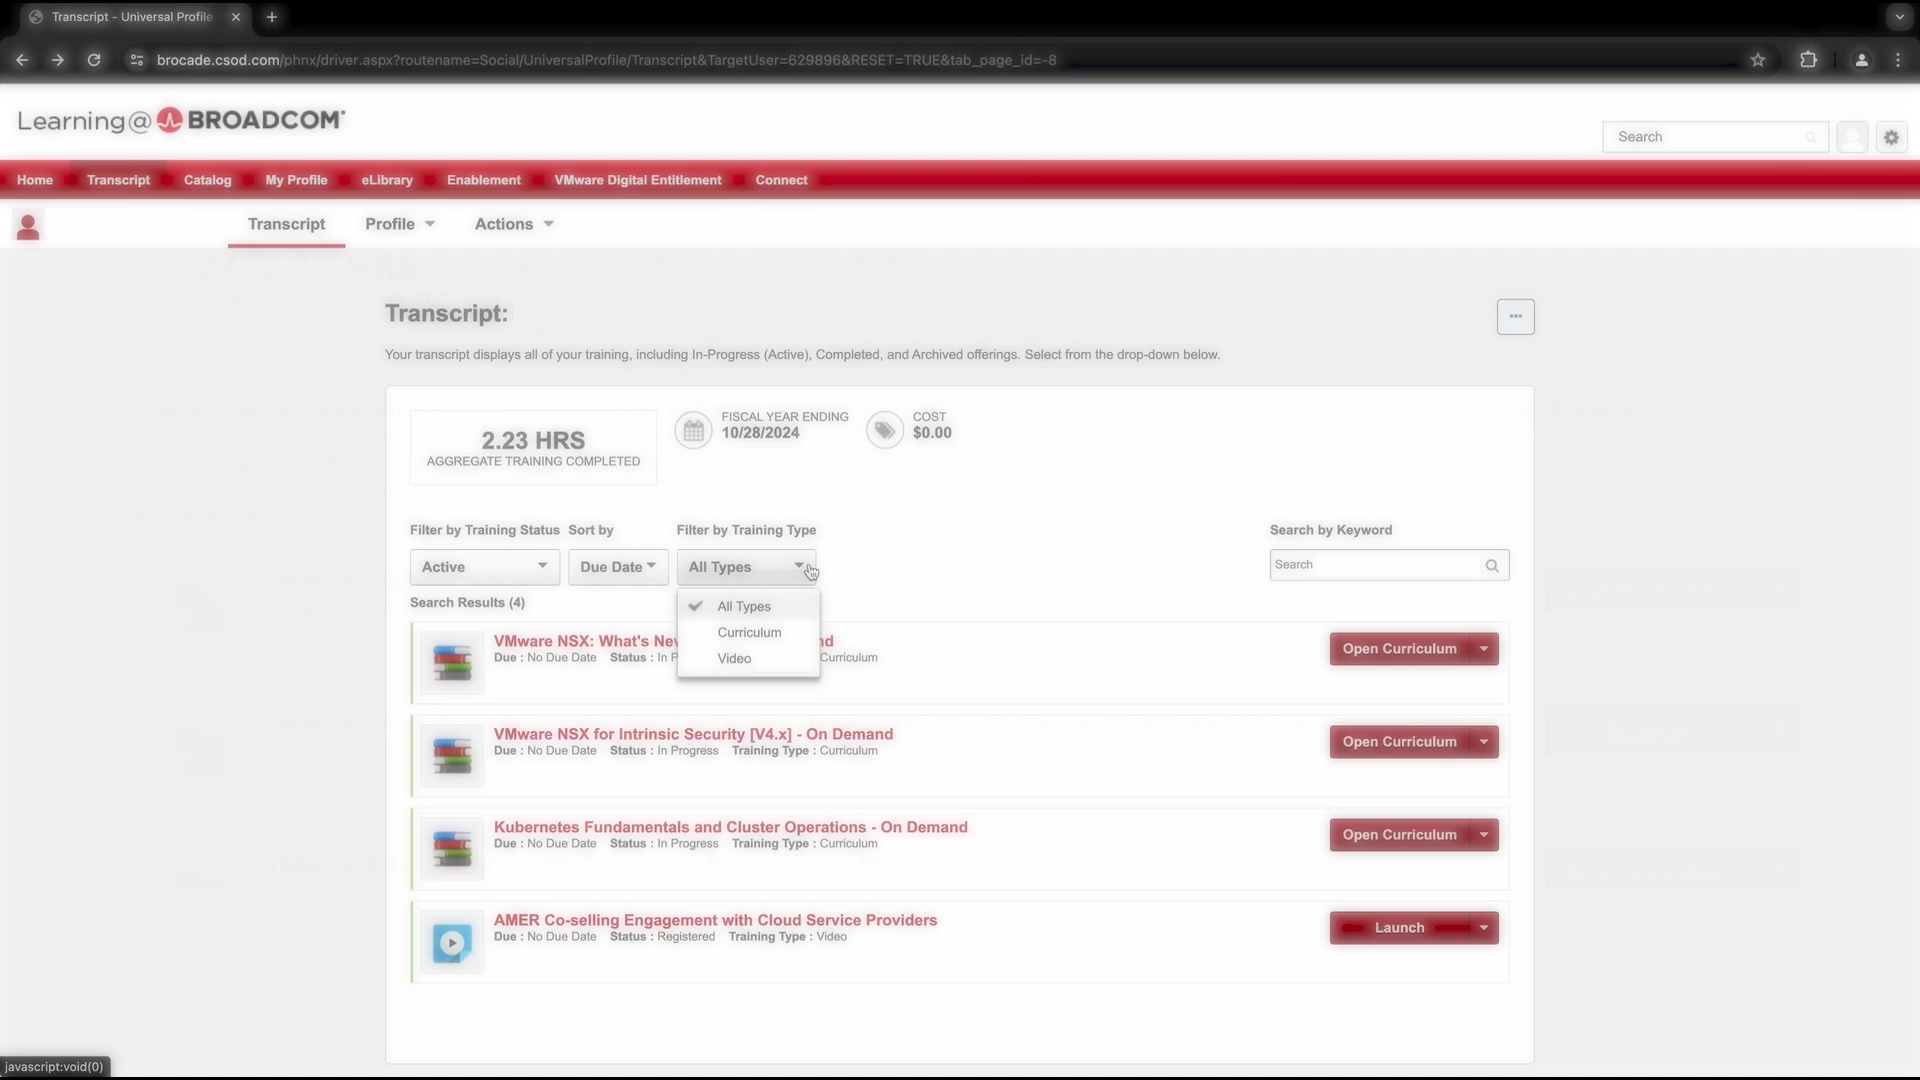 Transcript - Universal Profile
brocade.csod.com/phnx/driver.aspx?routename=Social/UniversalProfile/Transcript&TargetUser=629896&RESET=TRUE&tab_page_id=-8
Learning@ BROADCOM
Search
Home Transcript Catalog My Profile eLibrary Enablement VMware Digital Entitlement Connect
Transcript Profile Actions
Transcript:
Your transcript displays all of your training, including In-Progress (Active), Completed, and Archived offerings. Select from the drop-down below.
2.23 HRS
AGGREGATE TRAINING COMPLETED
FISCAL YEAR ENDING
10/28/2024
COST
$0.00
Filter by Training Status Sort by Filter by Training Type Search by Keyword
Active Due Date All Types Search
Search Results (4)
All Types
Curriculum
Video
VMware NSX: What's
Due : No Due Date Status : In Curriculum
Open Curriculum
VMware NSX for Intrinsic Security [V4.x] - On Demand
Due : No Due Date Status : In Progress Training Type : Curriculum
Open Curriculum
Kubernetes Fundamentals and Cluster Operations - On Demand
Due : No Due Date Status : In Progress Training Type : Curriculum
Open Curriculum
AMER Co-selling Engagement with Cloud Service Providers
Due : No Due Date Status : Registered Training Type : Video
Launch
javascript:void(0)